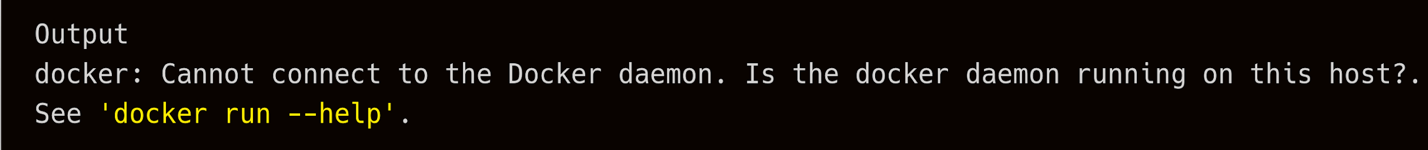 Output
docker: Cannot connect to the Docker daemon. Is the docker daemon running on this host?.
See 'docker run --help'.